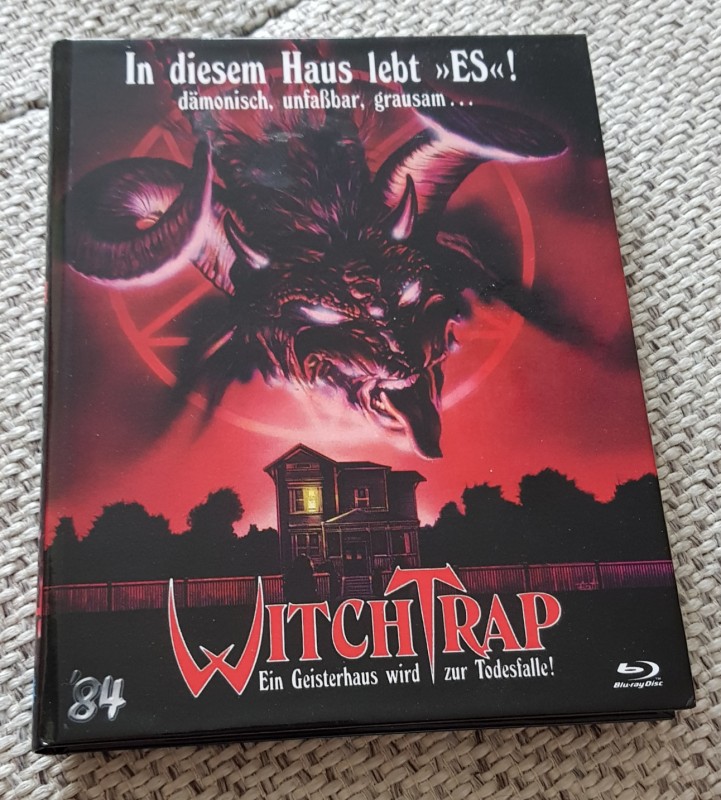 In diesem Haus lebt »ES«!
dämonisch, unfaßbar, grausam...
WITCHTRAP
Ein Geisterhaus wird zur Todesfalle!
'84
Blu-ray Disc